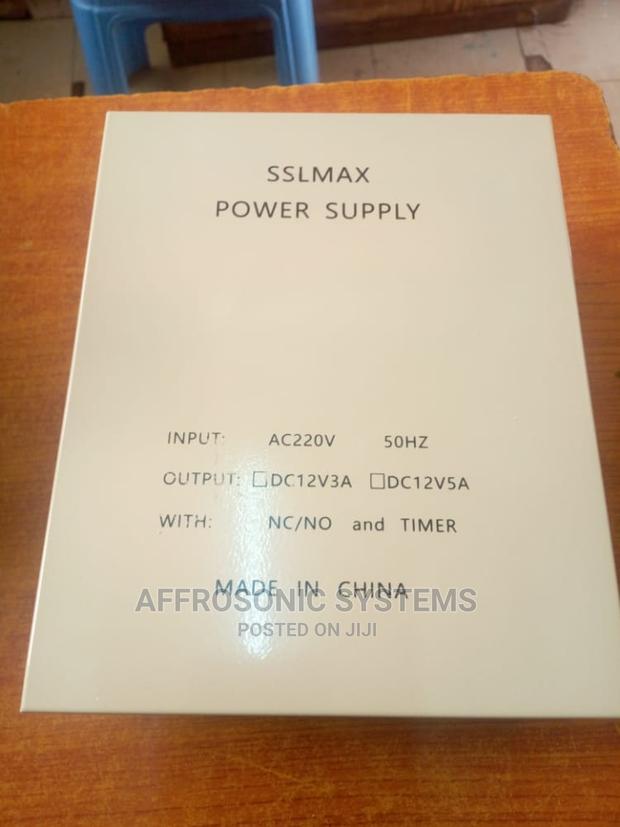 SSLMAX
POWER SUPPLY
INPUT: AC220V 50HZ
OUTPUT: □DC12V3A □DC12V5A
WITH: NC/NO and TIMER
MADE IN CHINA
AFFROSONIC SYSTEMS
POSTED ON JIJI